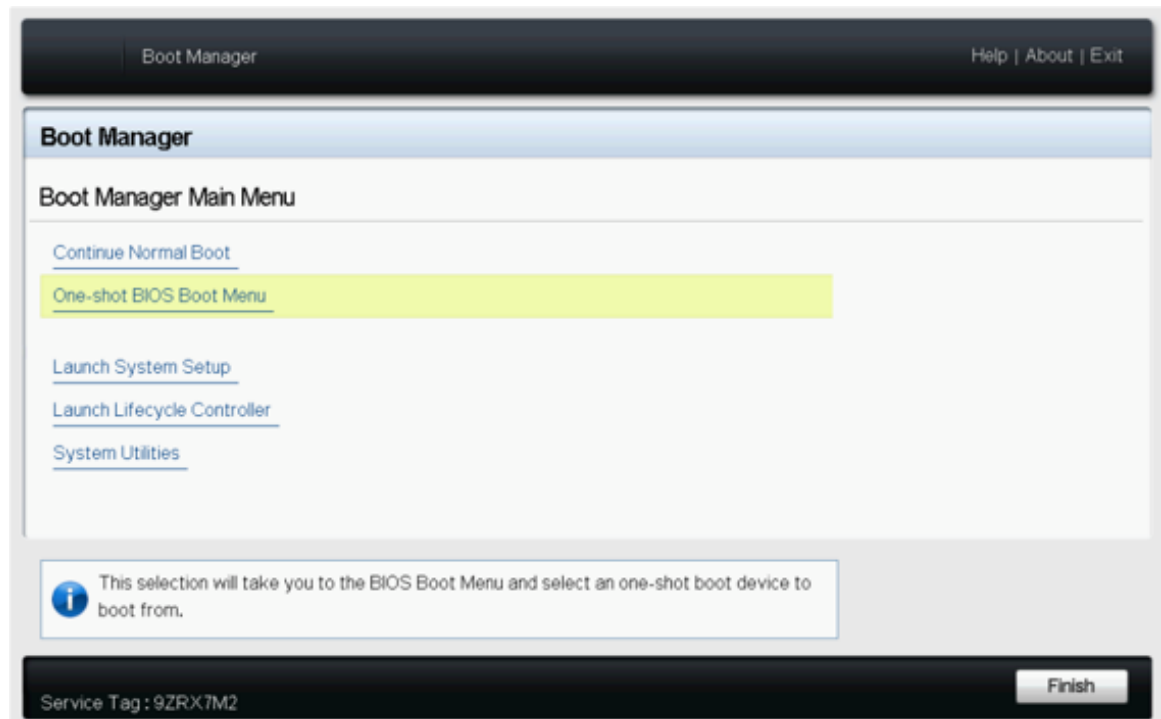 Boot Manager
Help | About | Exit
Boot Manager
Boot Manager Main Menu
Continue Normal Boot
One-shot BIOS Boot Menu
Launch System Setup
Launch Lifecycle Controller
System Utilities
This selection will take you to the BIOS Boot Menu and select an one-shot boot device to
boot from.
Service Tag : 9ZRX7M2
Finish